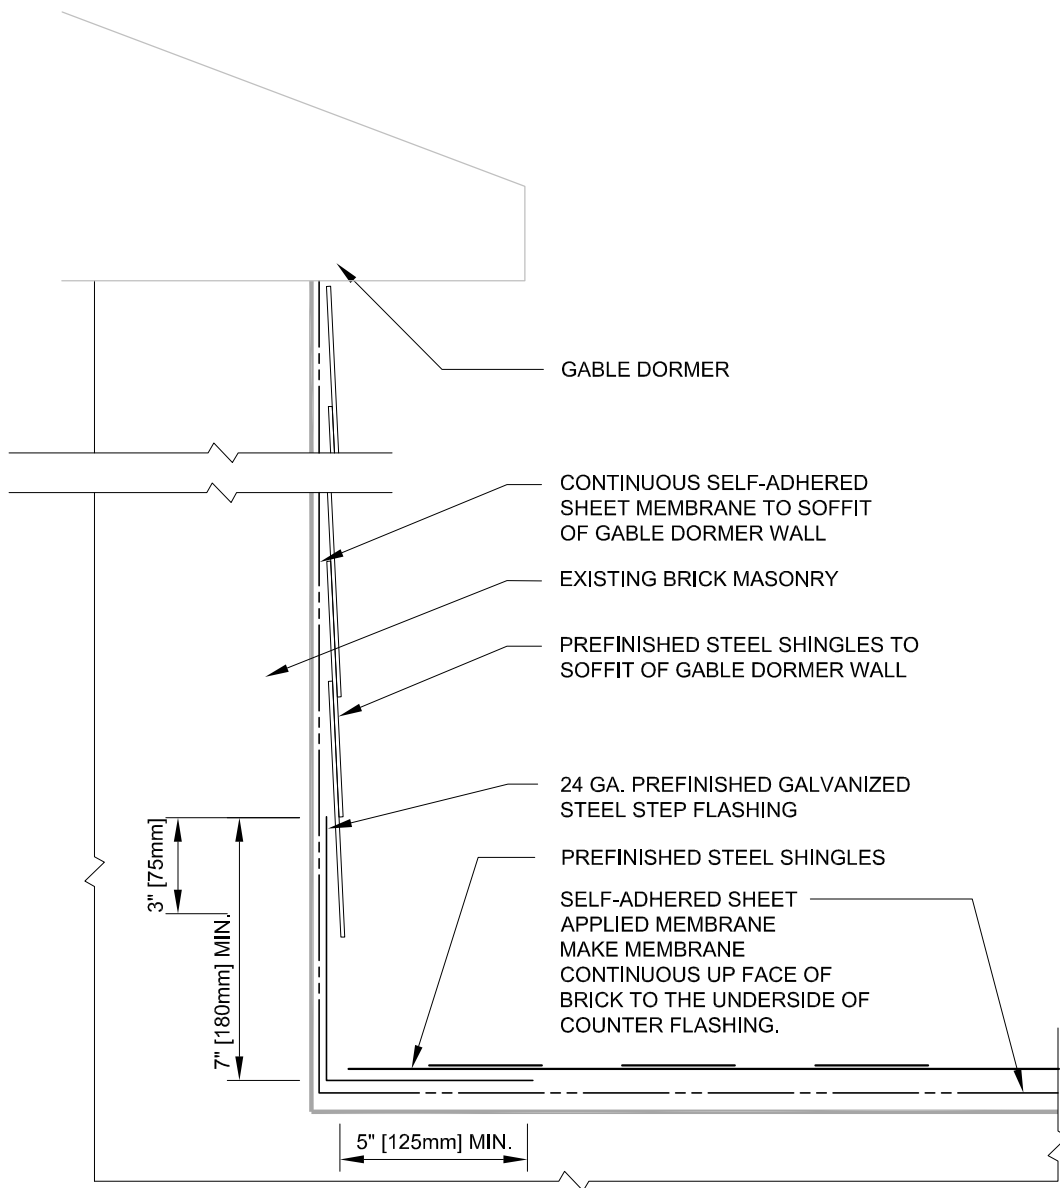 GABLE DORMER
CONTINUOUS SELF-ADHERED
SHEET MEMBRANE TO SOFFIT
OF GABLE DORMER WALL
EXISTING BRICK MASONRY
PREFINISHED STEEL SHINGLES TO
SOFFIT OF GABLE DORMER WALL
24 GA. PREFINISHED GALVANIZED
STEEL STEP FLASHING
PREFINISHED STEEL SHINGLES
SELF-ADHERED SHEET
APPLIED MEMBRANE
MAKE MEMBRANE
CONTINUOUS UP FACE OF
BRICK TO THE UNDERSIDE OF
COUNTER FLASHING.
3" [75mm]
7" [180mm] MIN.
5" [125mm] MIN.